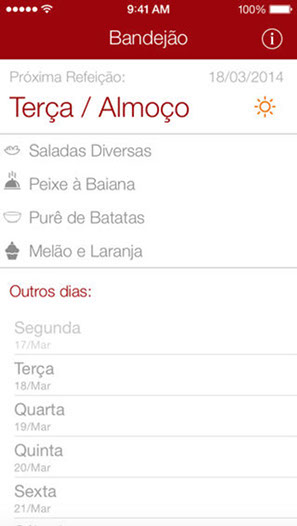 9:41 AM 100%
Bandejão
Próxima Refeição: 18/03/2014
Terça / Almoço
Saladas Diversas
Peixe à Baiana
Purê de Batatas
Melão e Laranja
Outros dias:
Segunda
17/Mar
Terça
18/Mar
Quarta
19/Mar
Quinta
20/Mar
Sexta
21/Mar